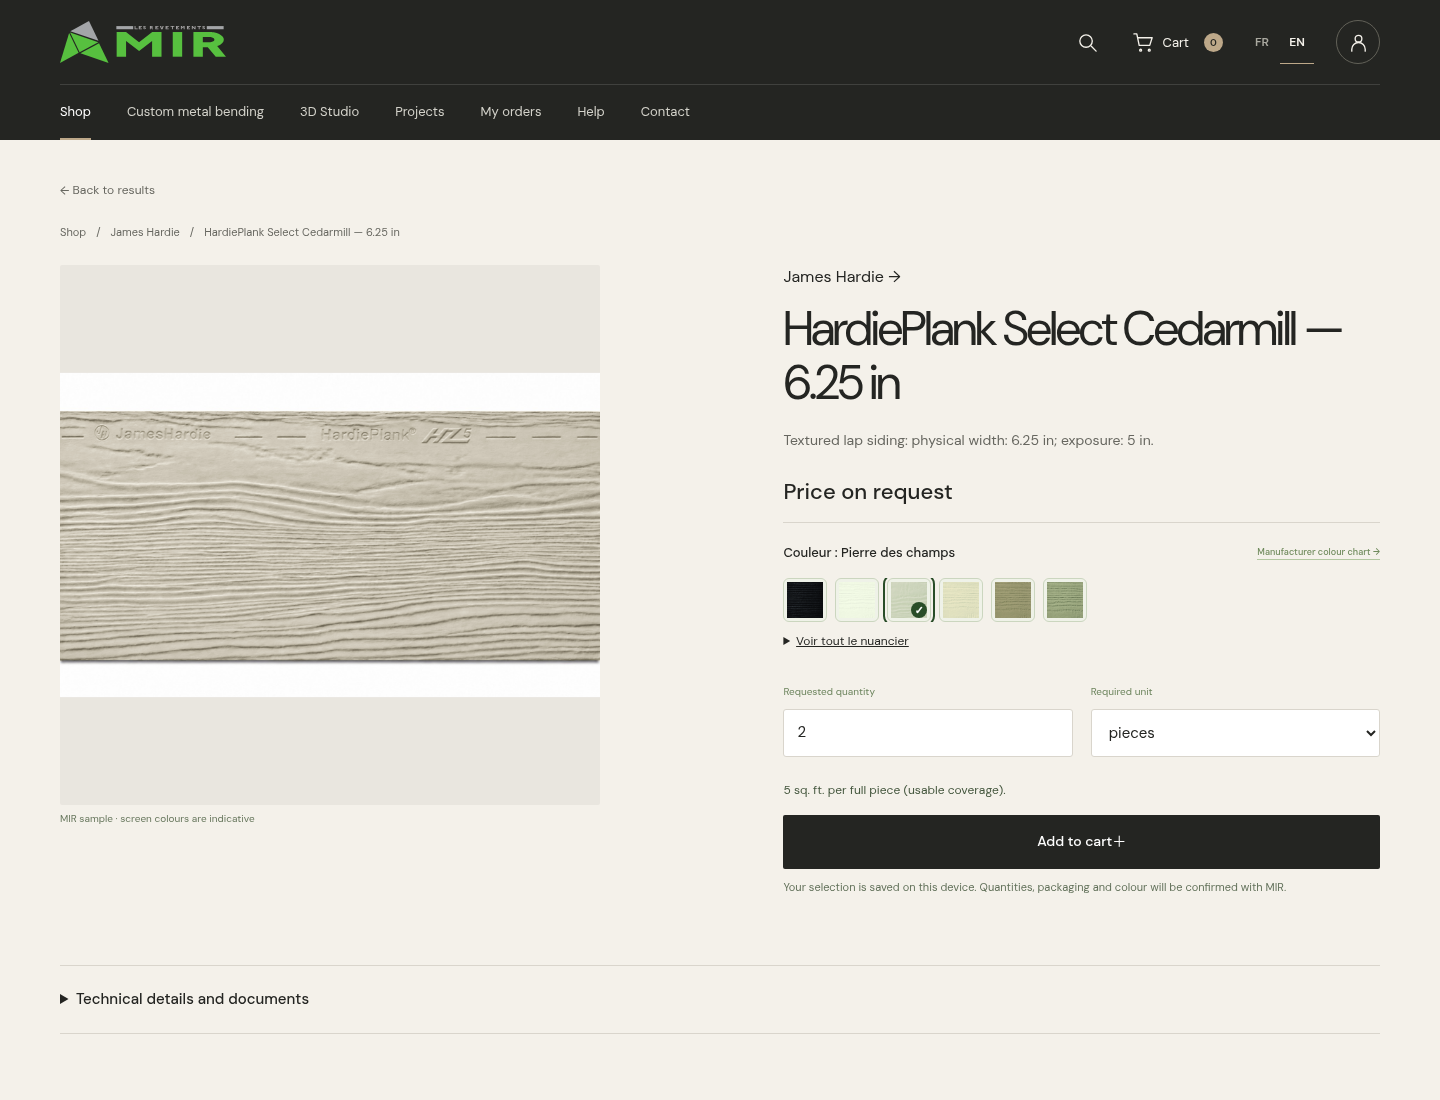 LES REVÊTEMENTS
MIR
Cart 0
FR EN
Shop Custom metal bending 3D Studio Projects My orders Help Contact
← Back to results
Shop / James Hardie / HardiePlank Select Cedarmill — 6.25 in
JamesHardie HardiePlank® HZ5
MIR sample · screen colours are indicative
James Hardie →
HardiePlank Select Cedarmill —
6.25 in
Textured lap siding: physical width: 6.25 in; exposure: 5 in.
Price on request
Couleur : Pierre des champs
Manufacturer colour chart →
Voir tout le nuancier
Requested quantity Required unit
2 pieces
5 sq. ft. per full piece (usable coverage).
Add to cart+
Your selection is saved on this device. Quantities, packaging and colour will be confirmed with MIR.
Technical details and documents